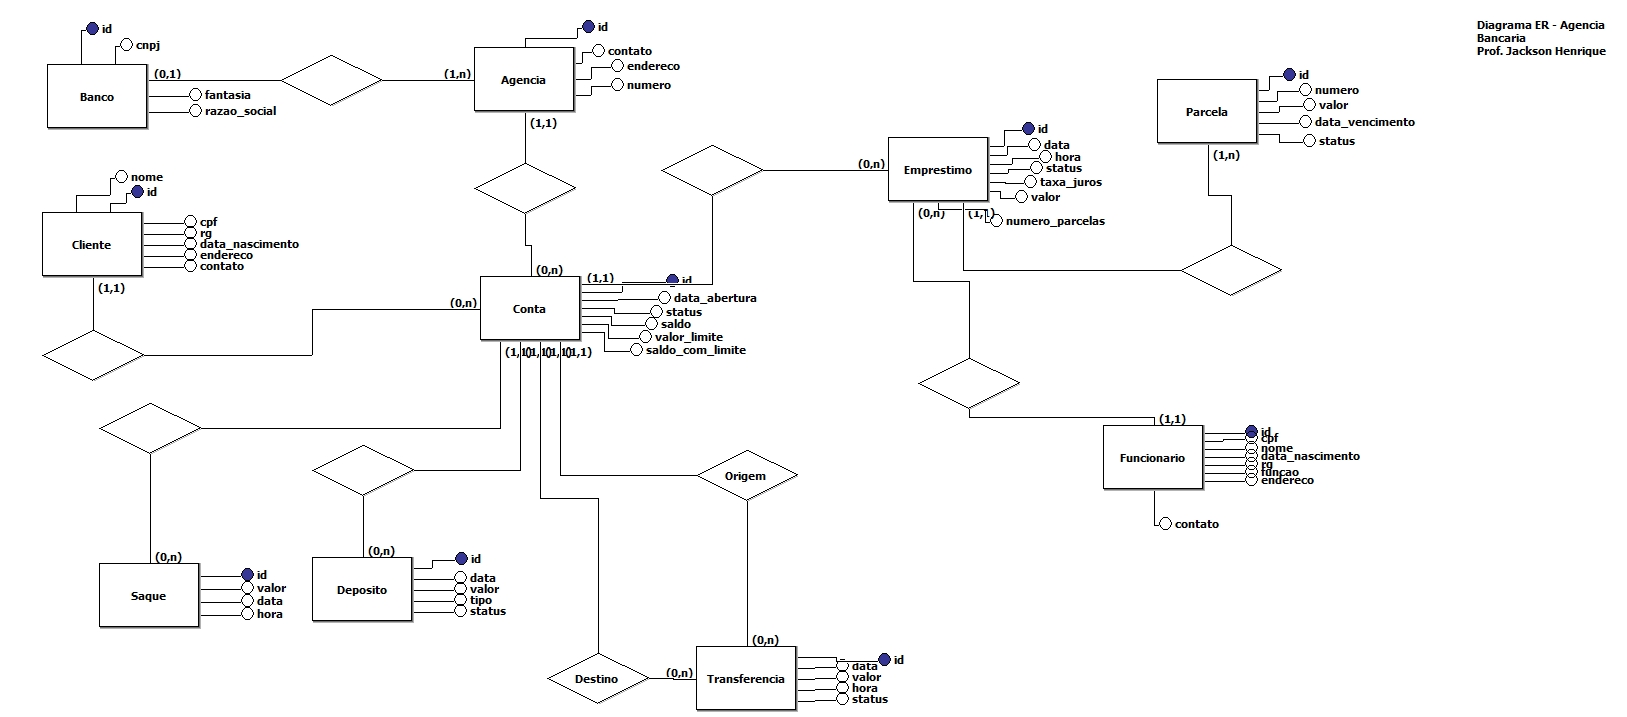 Diagrama ER - Agencia
Bancaria
Prof. Jackson Henrique
id
cnpj
(0,1)
Banco
fantasia
razao_social
(1,n)
id
contato
endereco
numero
Agencia
(1,1)
id
numero
valor
data_vencimento
status
Parcela
(1,n)
id
data
hora
status
taxa_juros
valor
numero_parcelas
(0,n)
Emprestimo
(0,n)
(1,1)
nome
id
cpf
rg
data_nascimento
endereco
contato
Cliente
(1,1)
(0,n)
(0,n)
(1,1)
id
data_abertura
status
saldo
valor_limite
saldo_com_limite
Conta
(1,1)
(1,1)
(1,1)
(1,1)
(1,1)
id
cpf
nome
data_nascimento
rg
funcao
endereco
Funcionario
contato
Origem
(0,n)
id
valor
data
hora
Saque
(0,n)
id
data
valor
tipo
status
Deposito
Destino
(0,n)
(0,n)
Transferencia
id
data
valor
hora
status